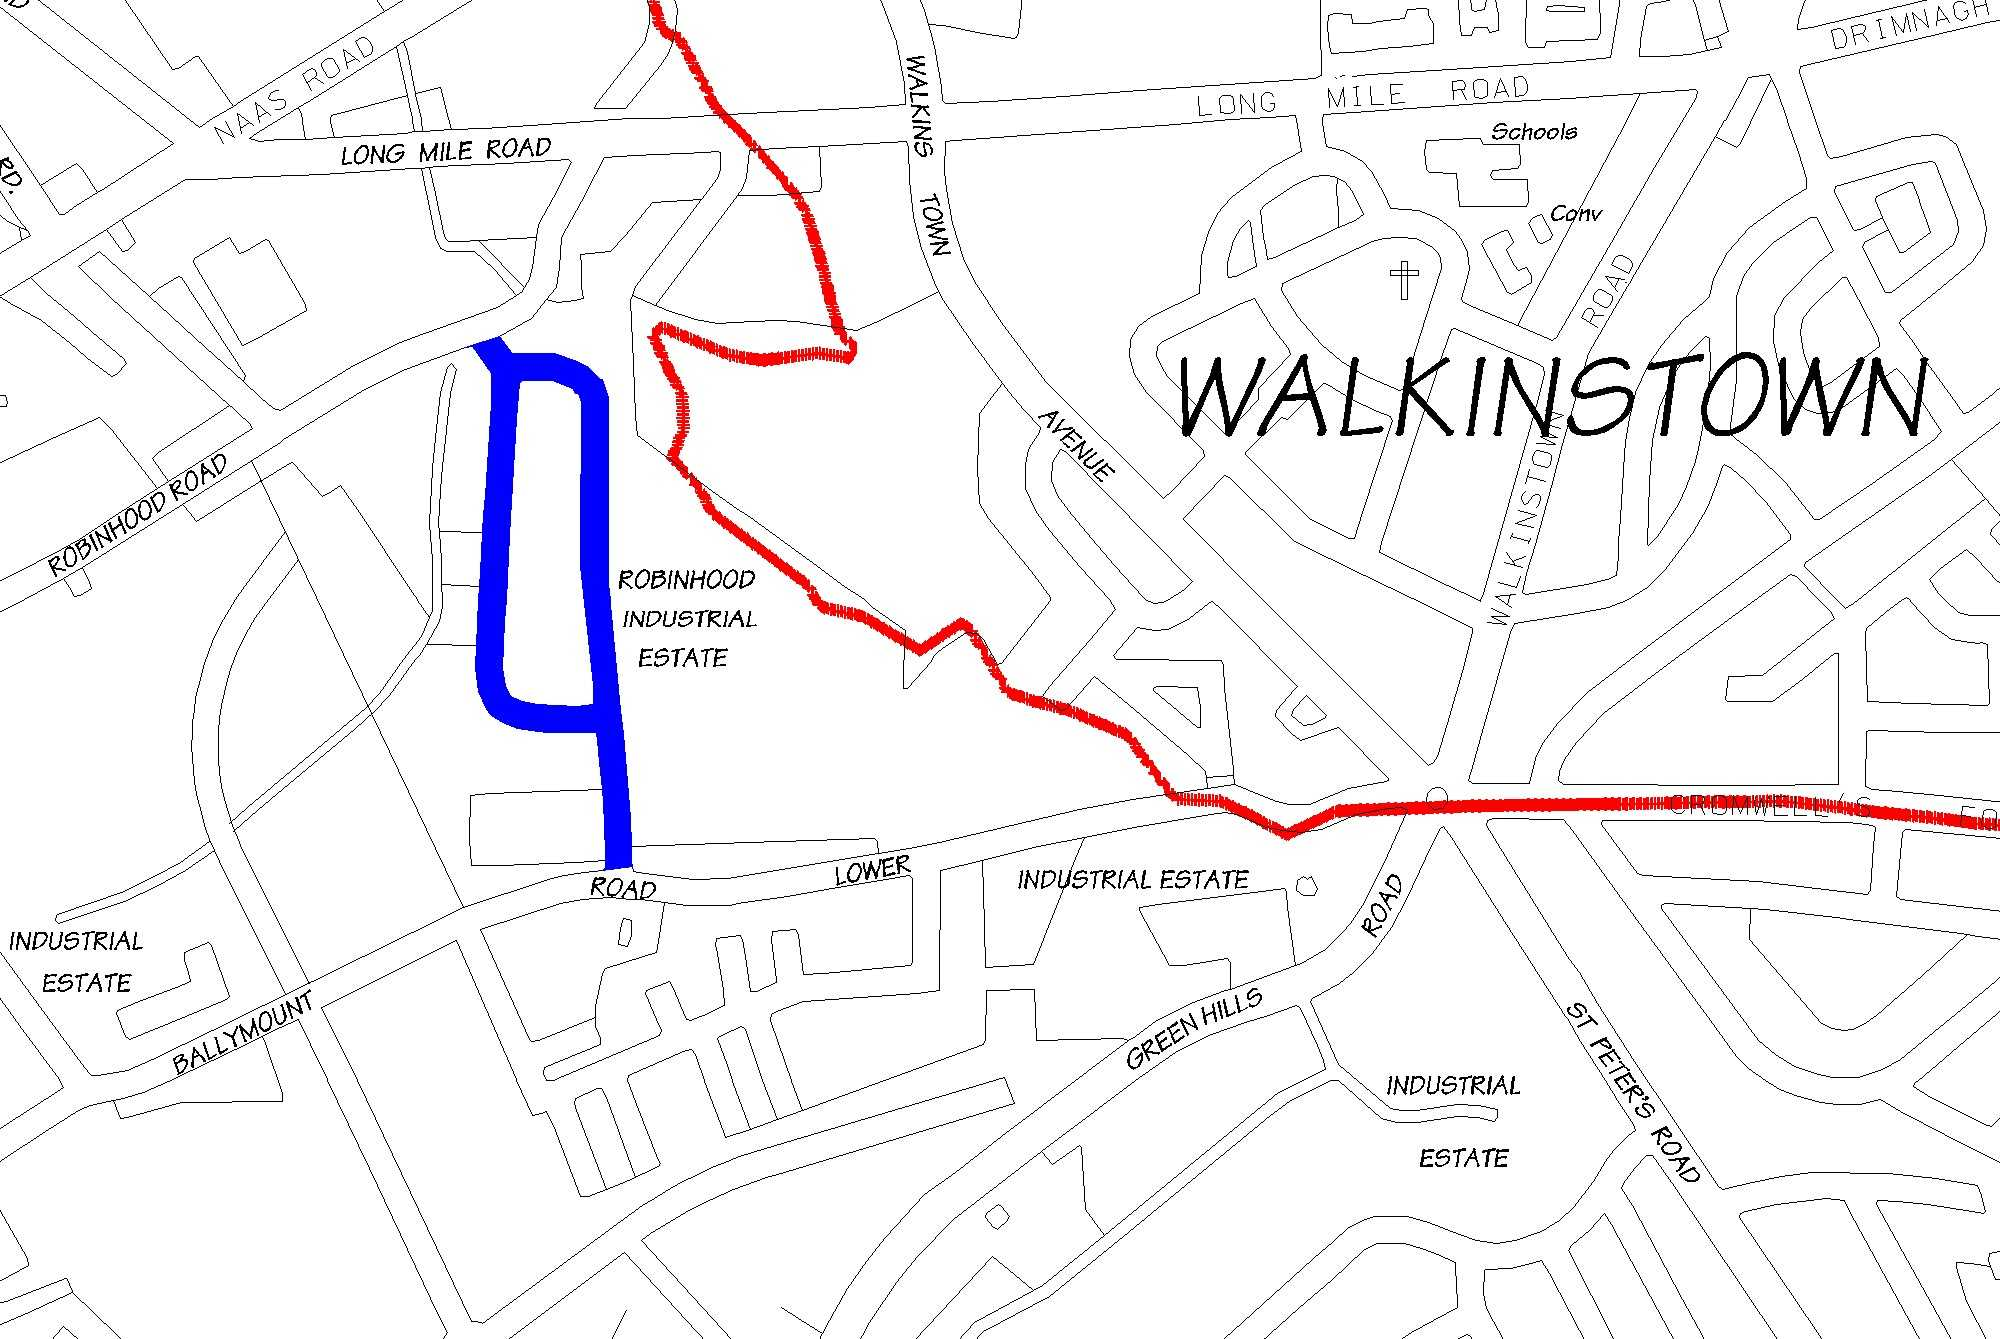 NAAS ROAD
LONG MILE ROAD
RD.
WALKINS TOWN
AVENUE
LONG MILE ROAD
DRIMNAGH
Schools
Conv
ROAD
WALKINSTOWN
WALKINSTOWN
ROBINHOOD ROAD
ROBINHOOD
INDUSTRIAL
ESTATE
CROMWELL'S FO
ROAD
LOWER
INDUSTRIAL ESTATE
ROAD
GREEN HILLS
INDUSTRIAL
ESTATE
BALLYMOUNT
ST PETER'S ROAD
INDUSTRIAL
ESTATE